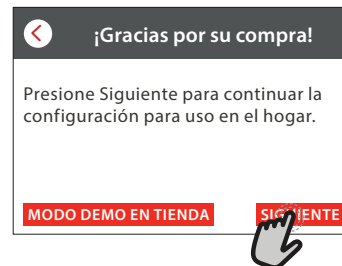 ¡Gracias por su compra!
Presione Siguiente para continuar la
configuración para uso en el hogar.
MODO DEMO EN TIENDA
SIGUIENTE